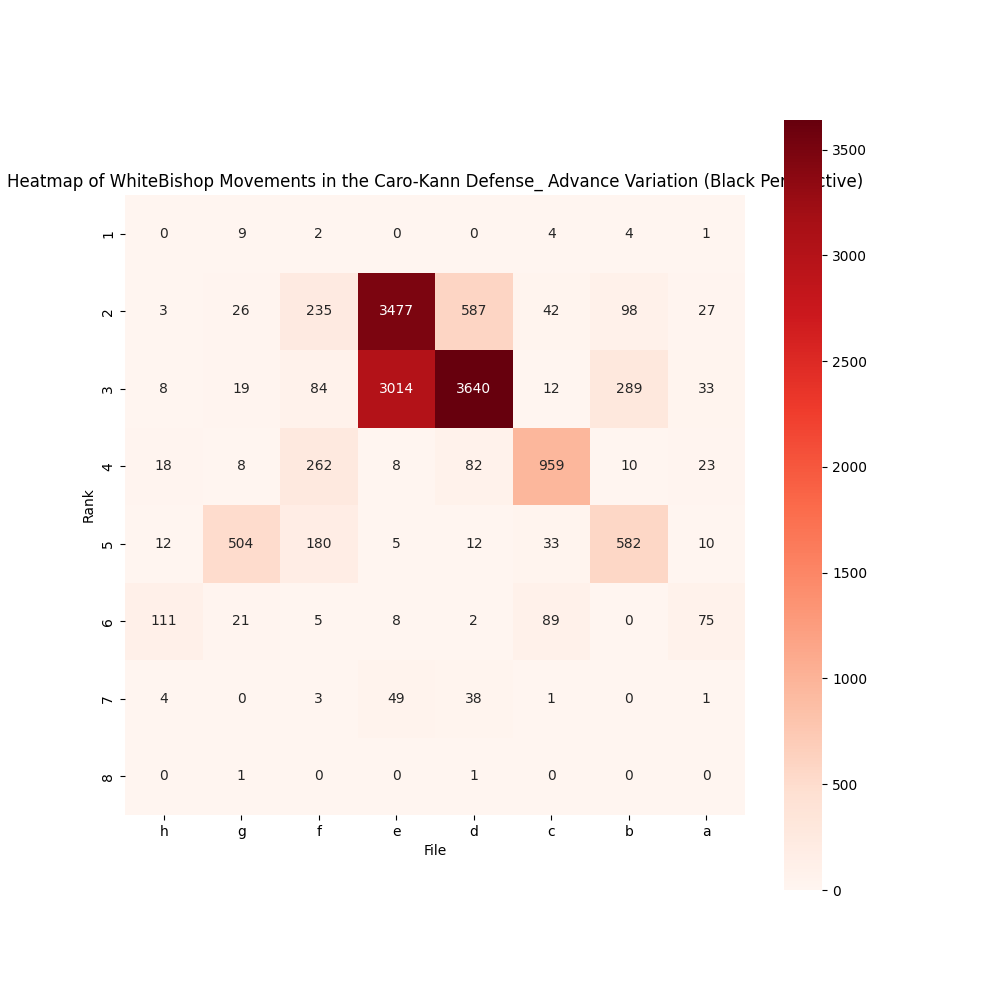 Heatmap of WhiteBishop Movements in the Caro-Kann Defense_ Advance Variation (Black Perspective)
1 0 9 2 0 0 4 4 1
2 3 26 235 3477 587 42 98 27
3 8 19 84 3014 3640 12 289 33
4 18 8 262 8 82 959 10 23
5 12 504 180 5 12 33 582 10
6 111 21 5 8 2 89 0 75
7 4 0 3 49 38 1 0 1
8 0 1 0 0 1 0 0 0
h g f e d c b a
File
Rank
3500
3000
2500
2000
1500
1000
500
0